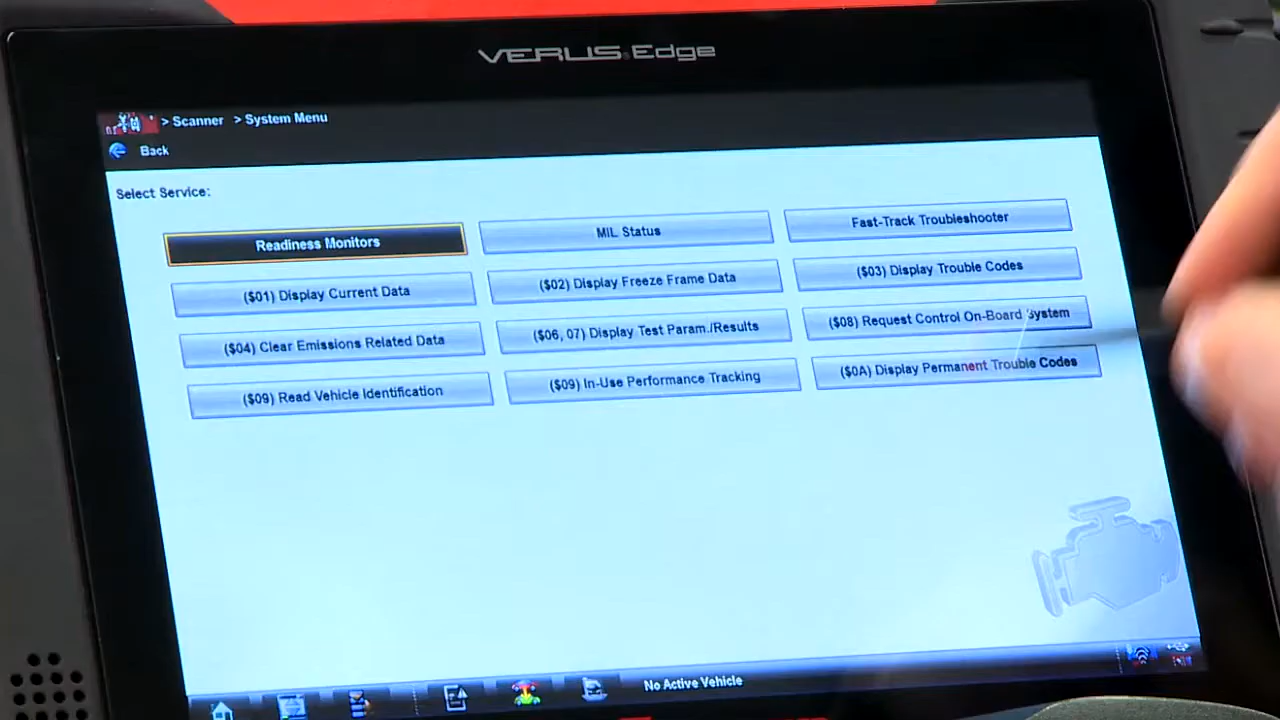 VERUS Edge
> Scanner > System Menu
Back
Select Service:
Readiness Monitors
MIL Status
Fast-Track Troubleshooter
($01) Display Current Data
($02) Display Freeze Frame Data
($03) Display Trouble Codes
($04) Clear Emissions Related Data
($06, 07) Display Test Param./Results
($08) Request Control On-Board System
($09) Read Vehicle Identification
($09) In-Use Performance Tracking
($0A) Display Permanent Trouble Codes
No Active Vehicle